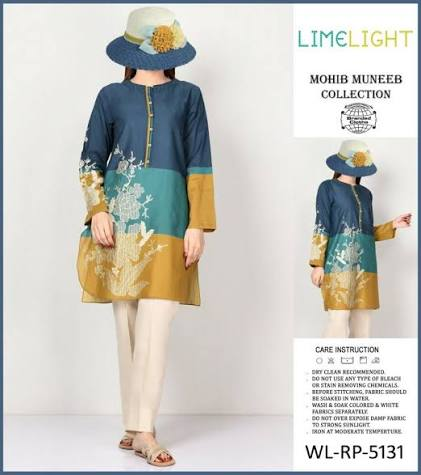 LIMELIGHT
MOHIB MUNEEB
COLLECTION
Branded
Cloths
CARE INSTRUCTION
. DRY CLEAN RECOMMENDED.
. DO NOT USE ANY TYPE OF BLEACH
OR STAIN REMOVING CHEMICALS.
. BEFORE STITCHING, FABRIC SHOULD
BE SOAKED IN WATER.
. WASH & SOAK COLORED & WHITE
FABRICS SEPARATELY.
. DO NOT OVER EXPOSE DAMP FABRIC
TO STRONG SUNLIGHT.
. IRON AT MODERATE TEMPERTURE.
WL-RP-5131